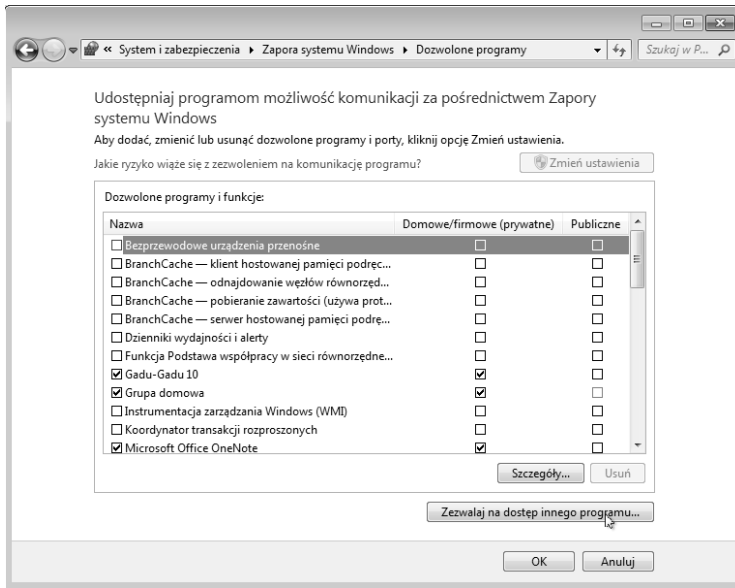 « System i zabezpieczenia ▸ Zapora systemu Windows ▸ Dozwolone programy Szukaj w P...
Udostępniaj programom możliwość komunikacji za pośrednictwem Zapory
systemu Windows
Aby dodać, zmienić lub usunąć dozwolone programy i porty, kliknij opcję Zmień ustawienia.
Jakie ryzyko wiąże się z zezwoleniem na komunikację programu? Zmień ustawienia
Dozwolone programy i funkcje:
Nazwa Domowe/firmowe (prywatne) Publiczne
Bezprzewodowe urządzenia przenośne
BranchCache — klient hostowanej pamięci podręc...
BranchCache — odnajdowanie węzłów równorzęd...
BranchCache — pobieranie zawartości (używa prot...
BranchCache — serwer hostowanej pamięci podrę...
Dzienniki wydajności i alerty
Funkcja Podstawa współpracy w sieci równorzędne...
Gadu-Gadu 10
Grupa domowa
Instrumentacja zarządzania Windows (WMI)
Koordynator transakcji rozproszonych
Microsoft Office OneNote
Szczegóły... Usuń
Zezwalaj na dostęp innego programu...
OK Anuluj